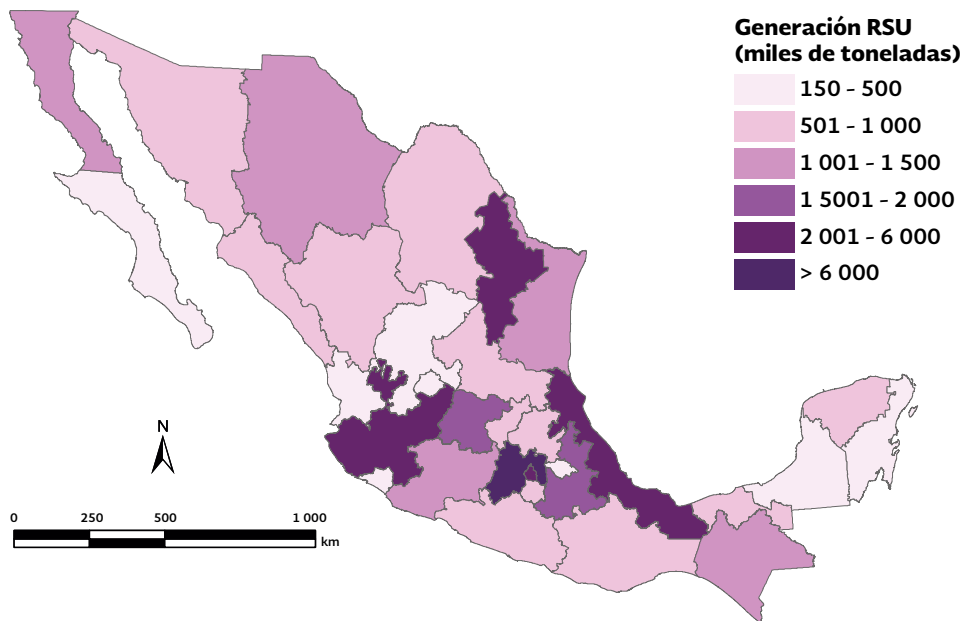 Generación RSU
(miles de toneladas)
150 - 500
501 - 1 000
1 001 - 1 500
1 5001 - 2 000
2 001 - 6 000
> 6 000
N
0 250 500 1 000
km